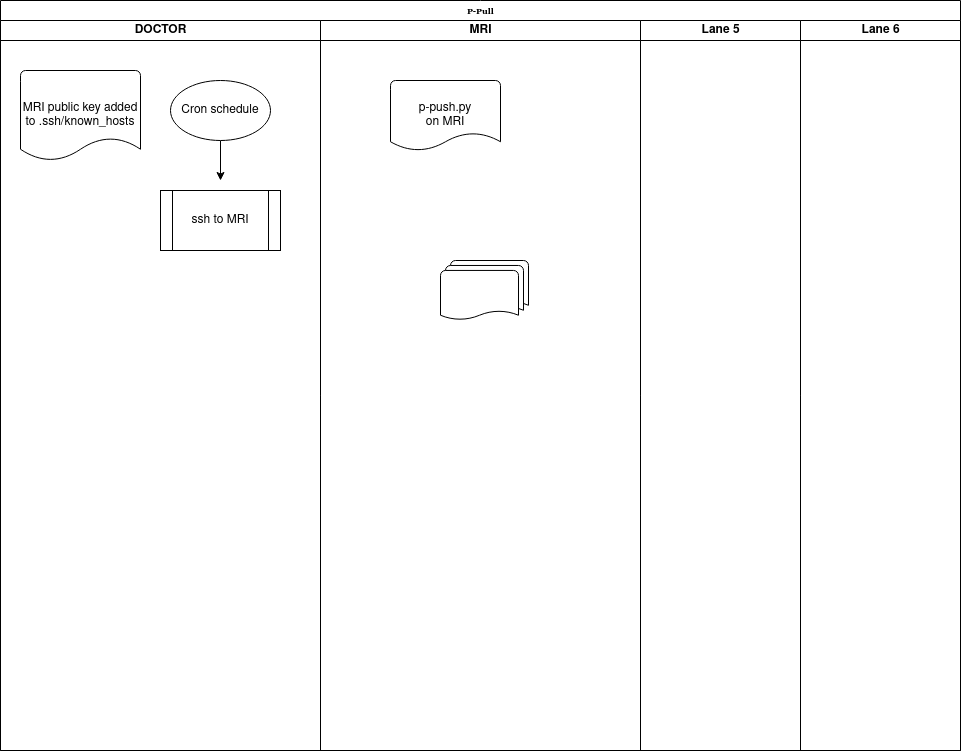 P-Pull
DOCTOR
MRI
Lane 5
Lane 6
MRI public key added
to .ssh/known_hosts
Cron schedule
ssh to MRI
p-push.py
on MRI